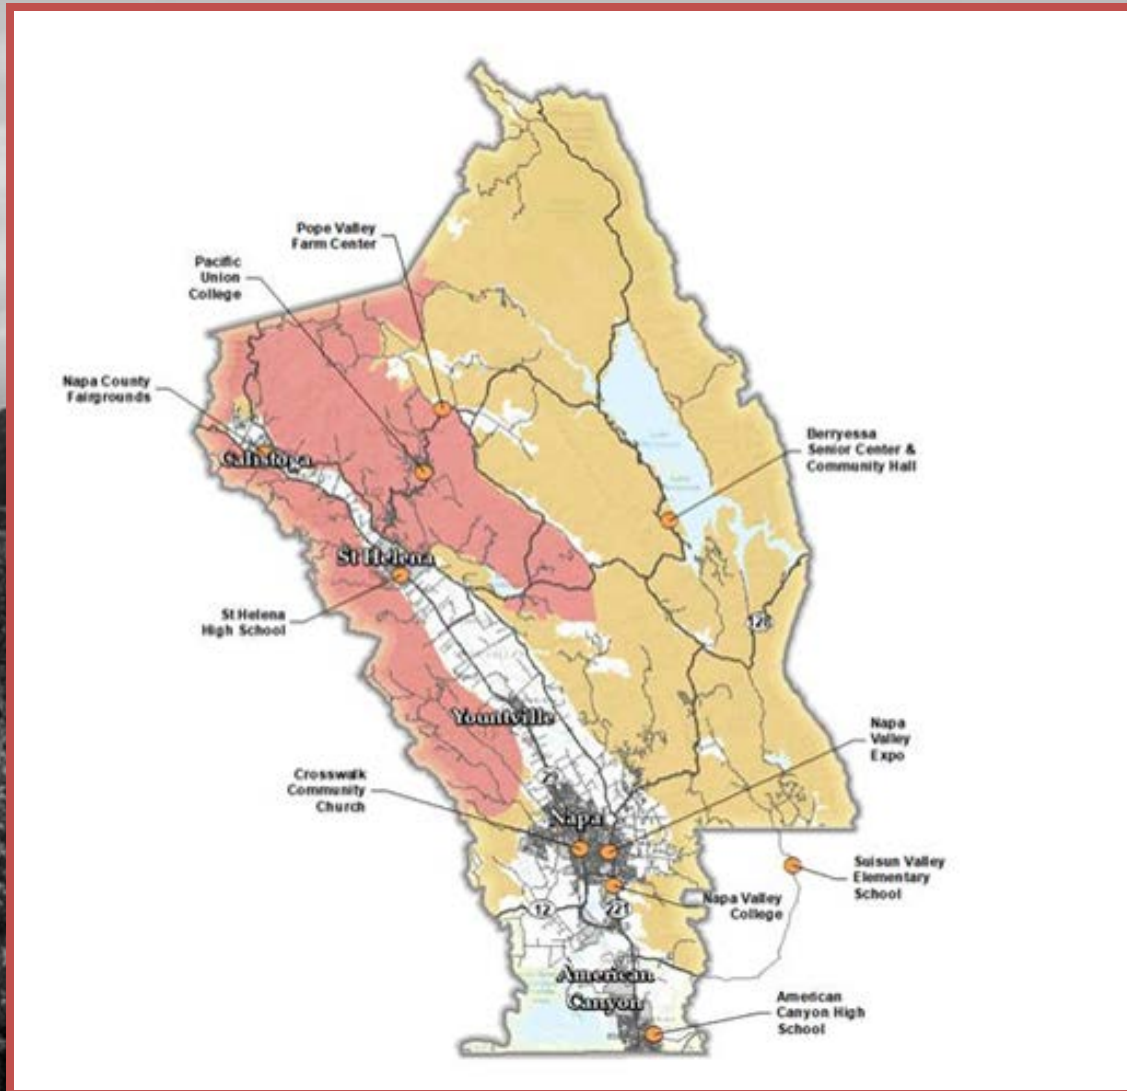 Pope Valley
Farm Center
Pacific
Union
College
Napa County
Fairgrounds
Calistoga
Berryessa
Senior Center &
Community Hall
St Helena
St Helena
High School
128
Yountville
Napa
Valley
Expo
Crosswalk
Community
Church
29
Napa
Suisun Valley
Elementary
School
Napa Valley
College
12
221
American
Canyon
American
Canyon High
School